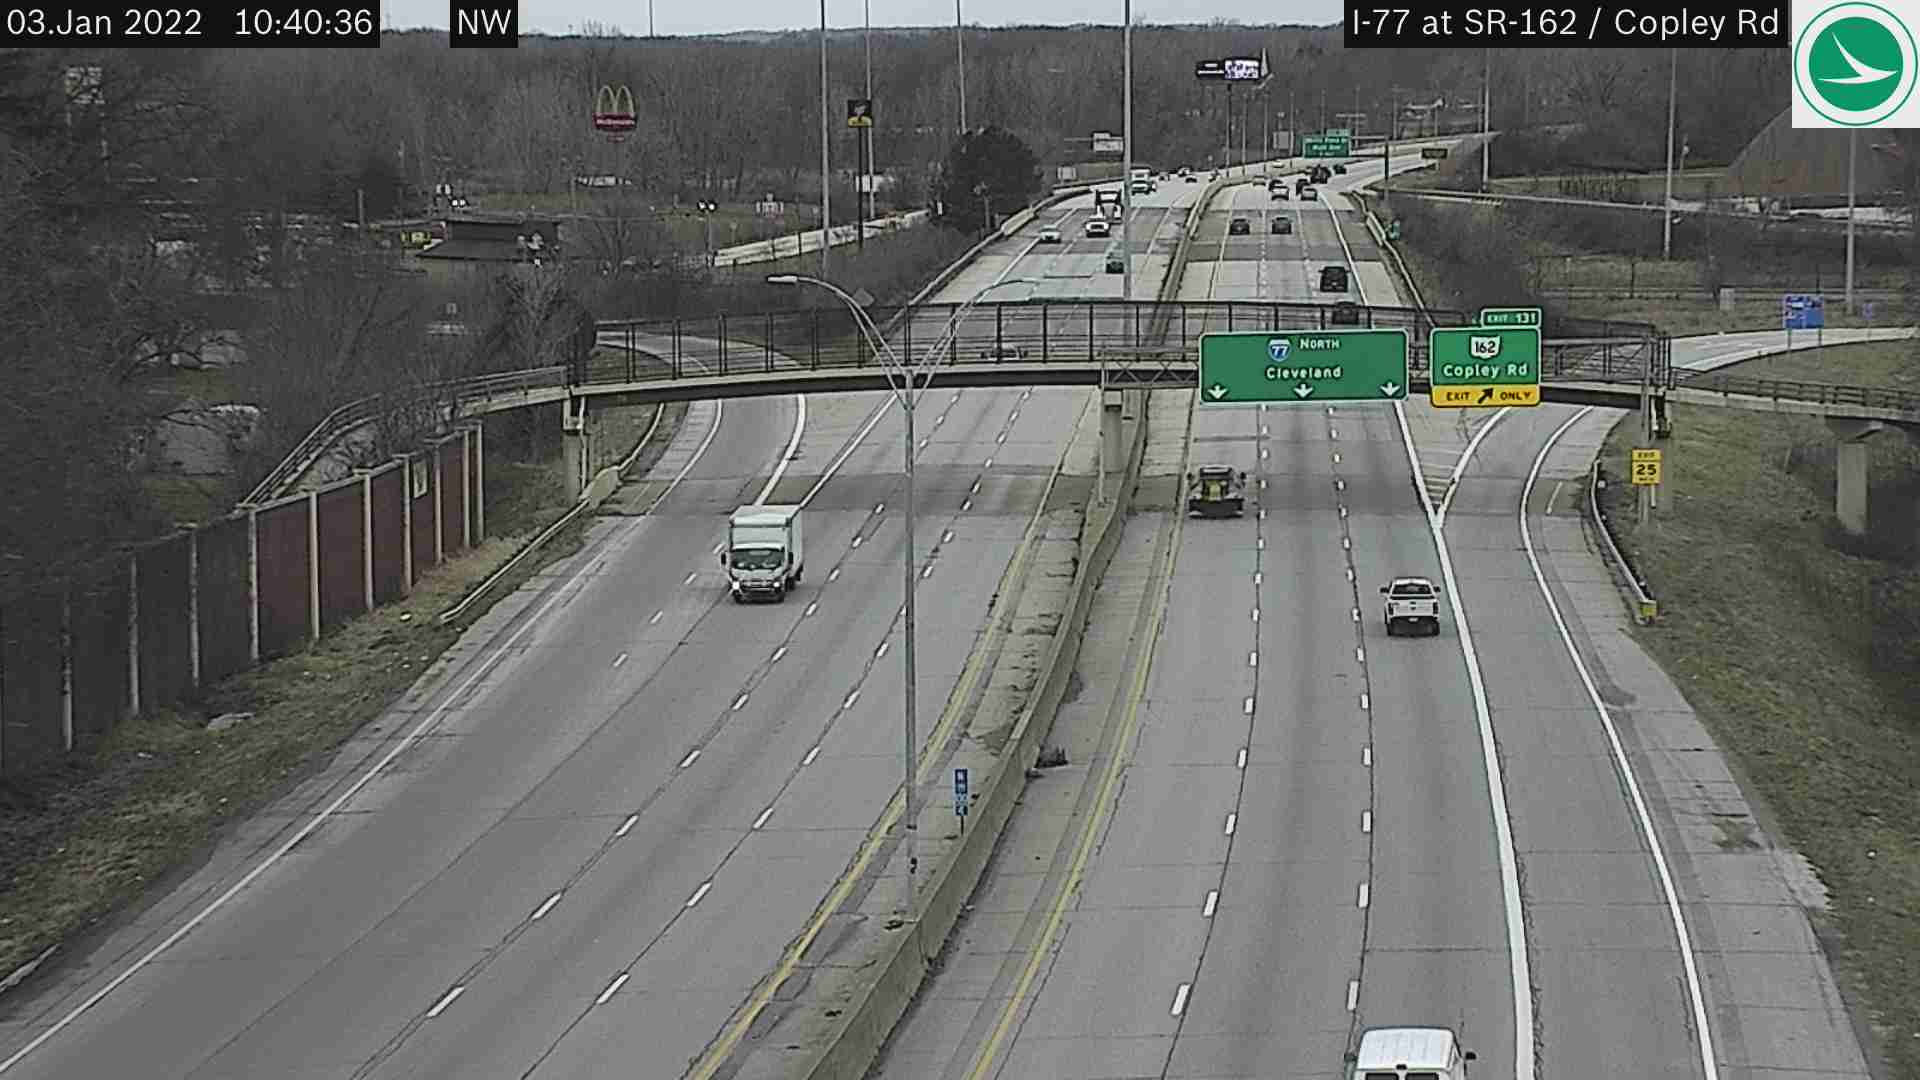 03.Jan 2022 10:40:36
NW
I-77 at SR-162 / Copley Rd
McDonald's
EXIT 131
77 NORTH
Cleveland
162
Copley Rd
EXIT ONLY
EXIT
25